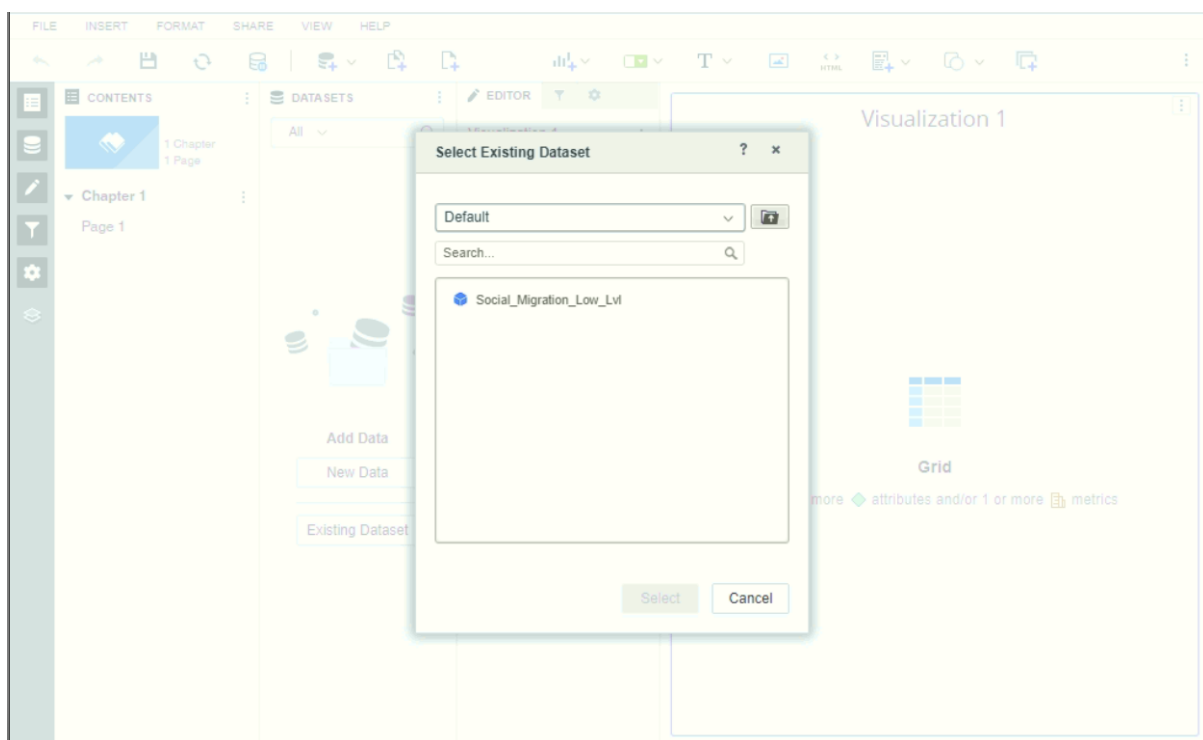 FILE INSERT FORMAT SHARE VIEW HELP
T
< >
HTML
CONTENTS
1 Chapter
1 Page
Chapter 1
Page 1
DATASETS
All
Add Data
New Data
Existing Dataset
EDITOR
Select Existing Dataset ? ×
Default
Search...
Social_Migration_Low_Lvl
Select Cancel
Visualization 1
Grid
more attributes and/or 1 or more metrics